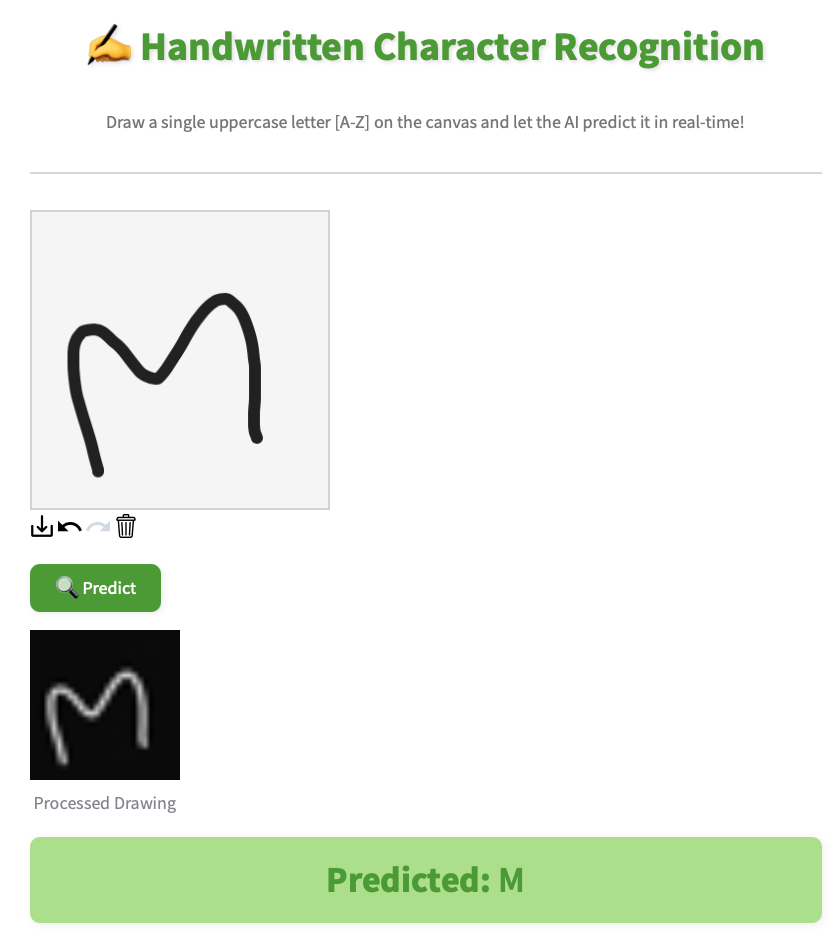 ✍️ Handwritten Character Recognition
Draw a single uppercase letter [A-Z] on the canvas and let the AI predict it in real-time!
M
🔍 Predict
M
Processed Drawing
Predicted: M